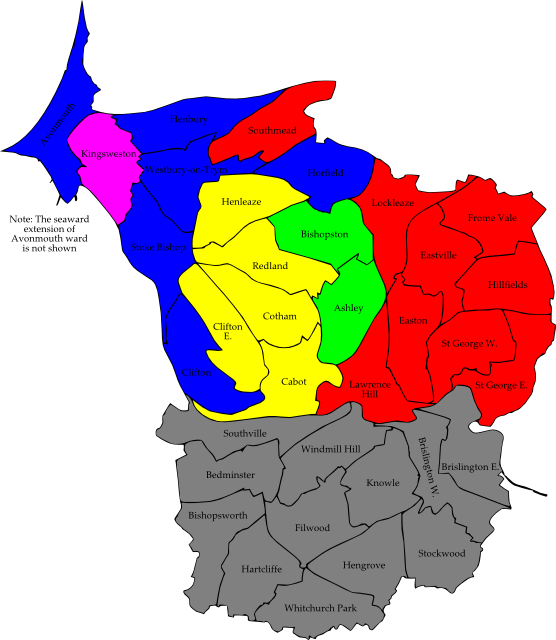 Avonmouth
Henbury
Southmead
Kingsweston
Westbury-on-Trym
Horfield
Henleaze
Lockleaze
Frome Vale
Note: The seaward
extension of
Avonmouth ward
is not shown
Stoke Bishop
Bishopston
Eastville
Redland
Hillfields
Ashley
Cotham
Easton
Clifton
E.
St George W.
Clifton
Cabot
Lawrence
Hill
St George E.
Southville
Windmill Hill
Brislington W.
Brislington E.
Bedminster
Knowle
Bishopsworth
Filwood
Stockwood
Hartcliffe
Hengrove
Whitchurch Park